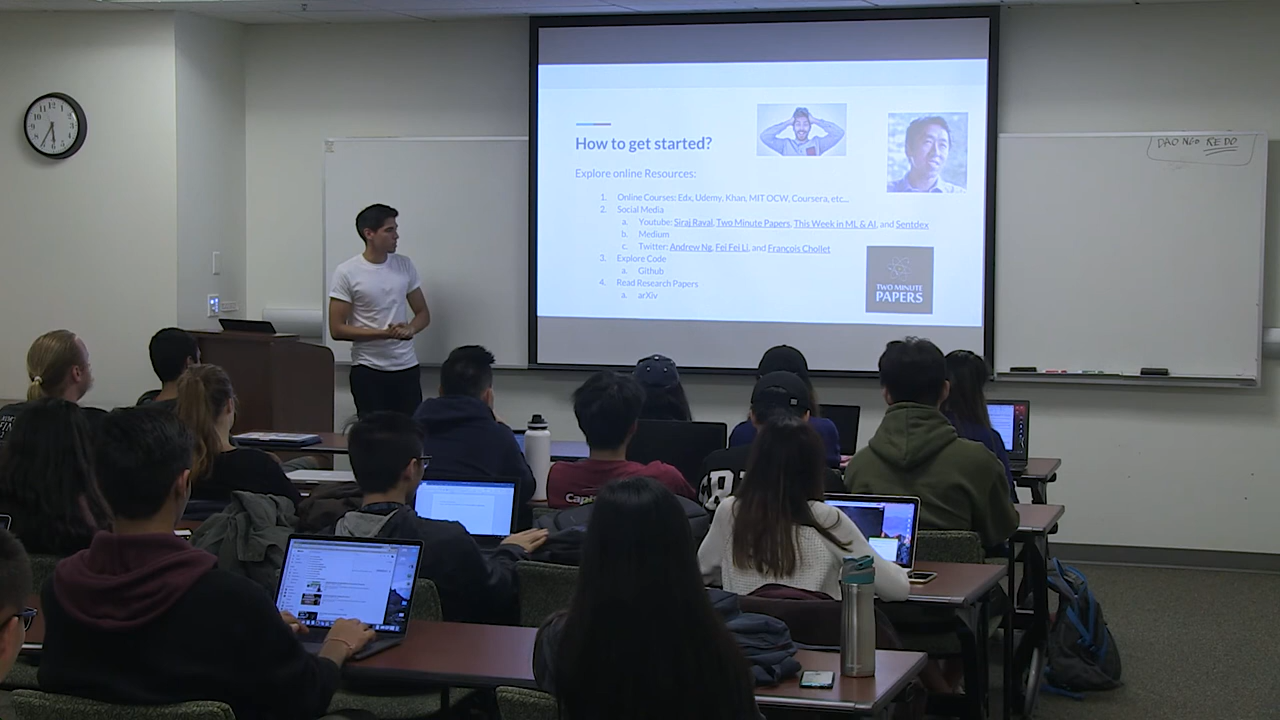 DAO NGO REDO
How to get started?
Explore online Resources:
1. Online Courses: Edx, Udemy, Khan, MIT OCW, Coursera, etc...
2. Social Media
a. Youtube: Siraj Raval, Two Minute Papers, This Week in ML & AI, and Sentdex
b. Medium
c. Twitter: Andrew Ng, Fei Fei Li, and François Chollet
3. Explore Code
a. Github
4. Read Research Papers
a. arXiv
TWO MINUTE
PAPERS